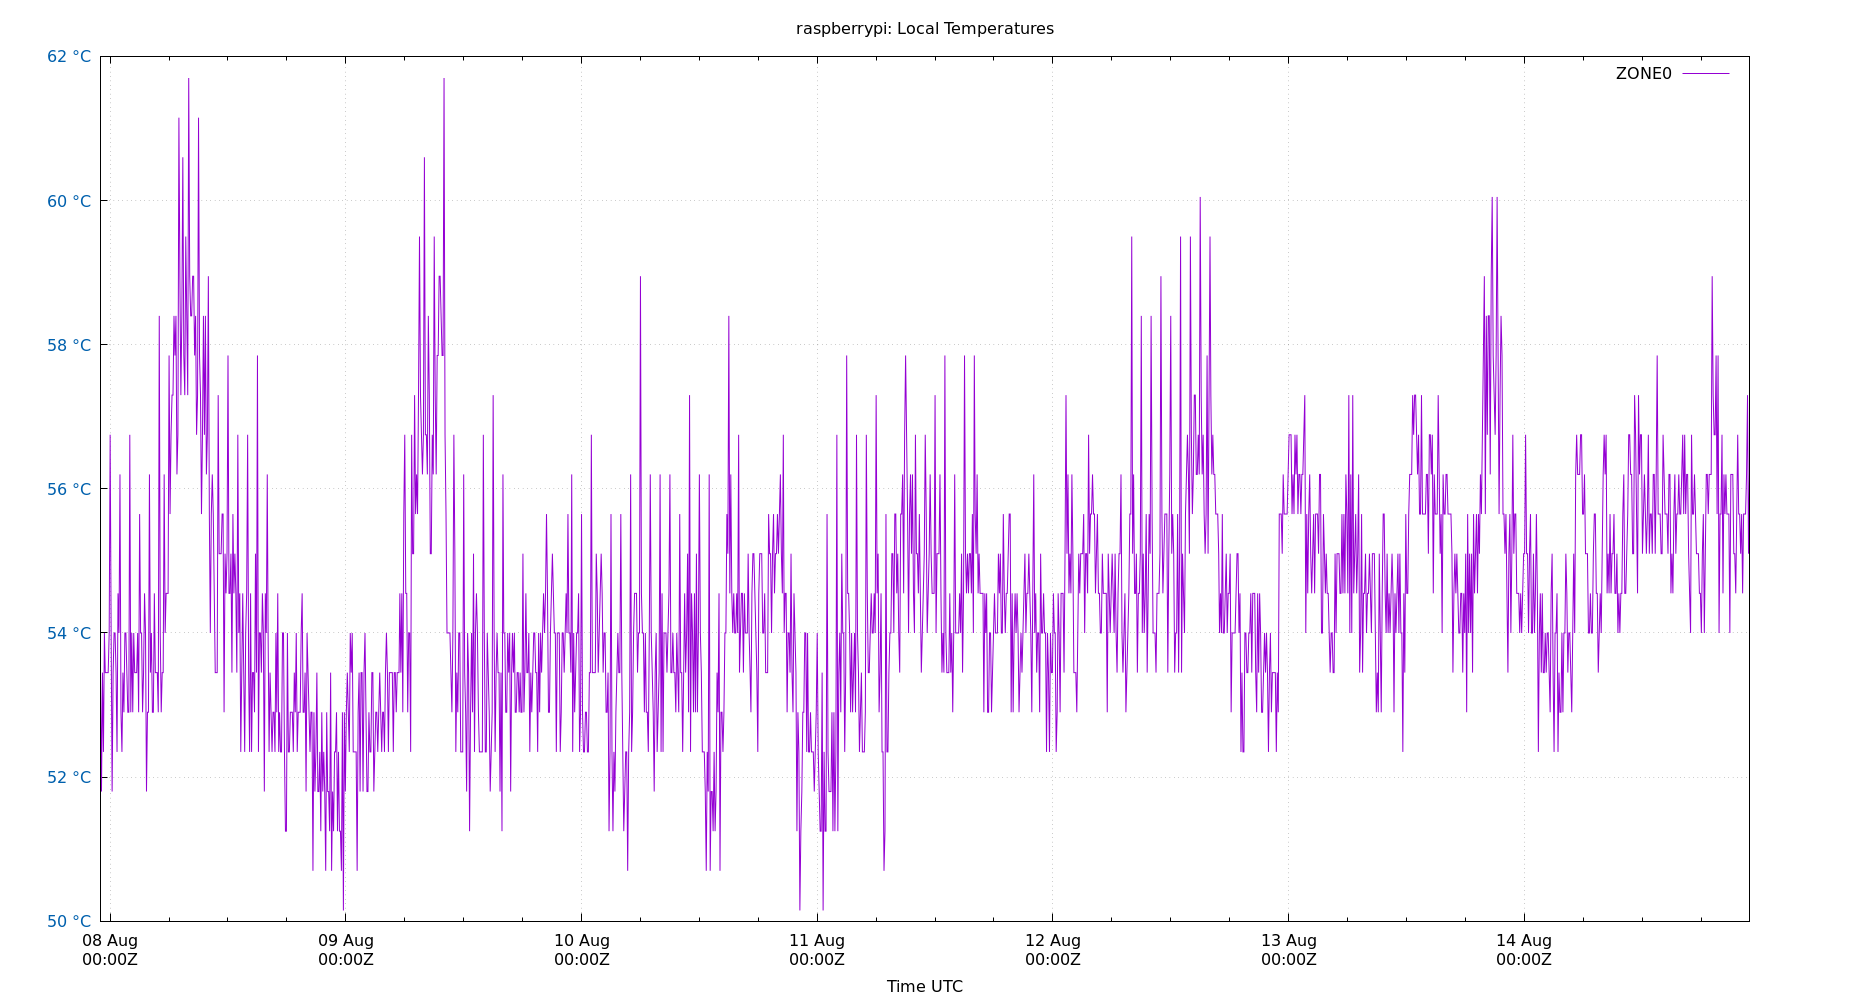 raspberrypi: Local Temperatures
62 °C
ZONE0
60 °C
58 °C
56 °C
54 °C
52 °C
50 °C
08 Aug 09 Aug 10 Aug 11 Aug 12 Aug 13 Aug 14 Aug
00:00Z 00:00Z 00:00Z 00:00Z 00:00Z 00:00Z 00:00Z
Time UTC